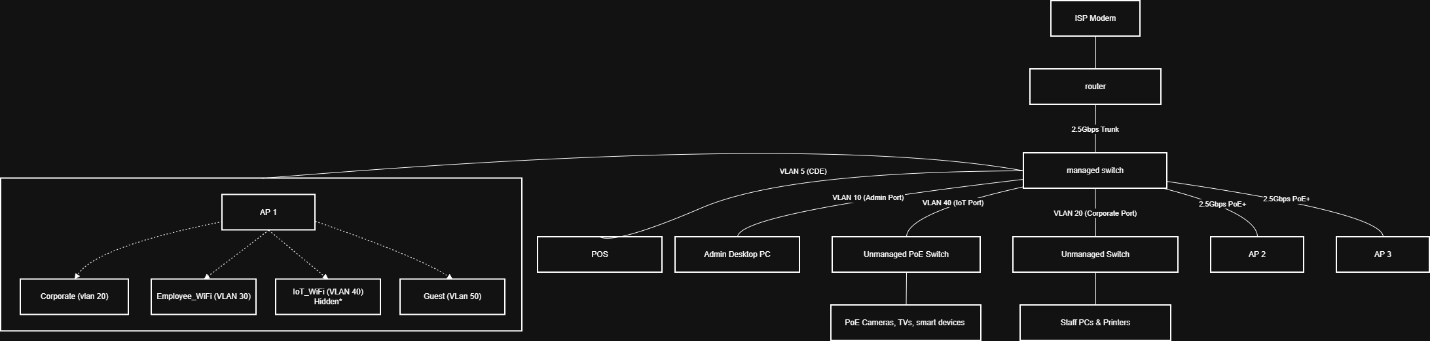 ISP Modem
router
2.5Gbps Trunk
managed switch
VLAN 5 (CDE)
VLAN 10 (Admin Port)
VLAN 40 (IoT Port)
VLAN 20 (Corporate Port)
2.5Gbps PoE+
2.5Gbps PoE+
AP 1
POS
Admin Desktop PC
Unmanaged PoE Switch
Unmanaged Switch
AP 2
AP 3
Corporate (vlan 20)
Employee_WiFi (VLAN 30)
IoT_WiFi (VLAN 40)
Hidden*
Guest (VLan 50)
PoE Cameras, TVs, smart devices
Staff PCs & Printers